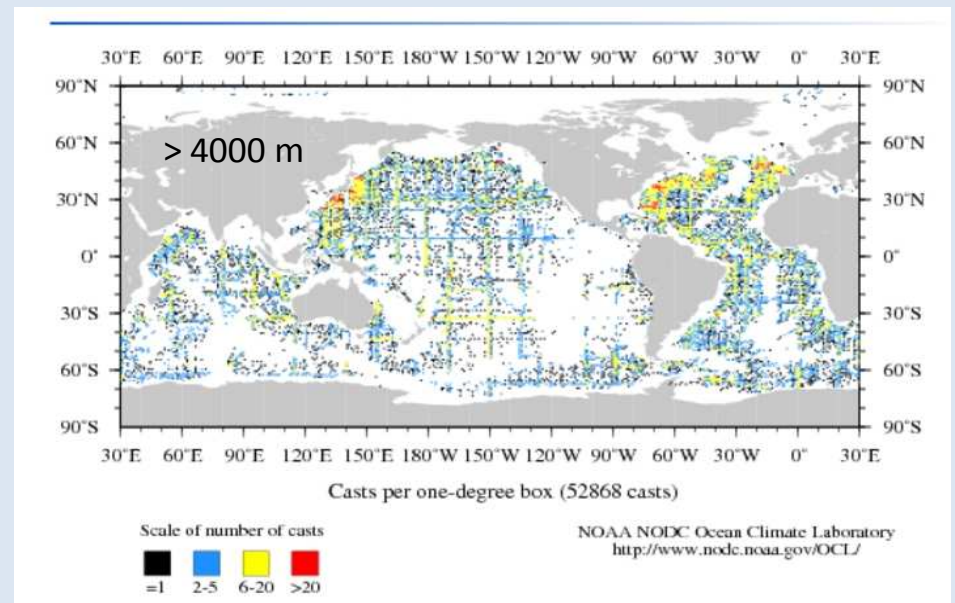 30°E 60°E 90°E 120°E 150°E 180°W 150°W 120°W 90°W 60°W 30°W 0° 30°E
90°N 90°N
> 4000 m
60°N 60°N
30°N 30°N
0° 0°
30°S 30°S
60°S 60°S
90°S 90°S
30°E 60°E 90°E 120°E 150°E 180°W 150°W 120°W 90°W 60°W 30°W 0° 30°E
Casts per one-degree box (52868 casts)
Scale of number of casts
=1 2-5 6-20 >20
NOAA NODC Ocean Climate Laboratory
http://www.nodc.noaa.gov/OCL/